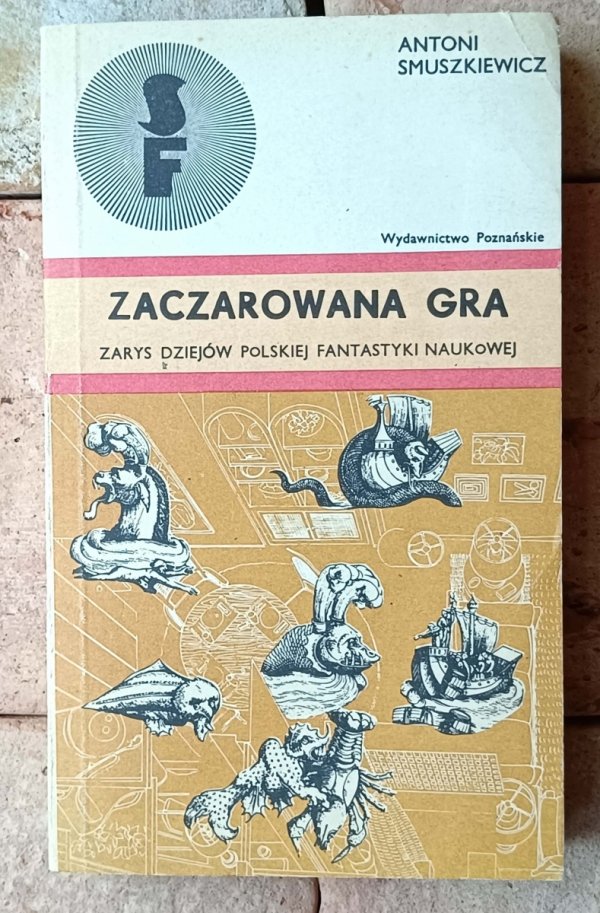 SF
ANTONI
SMUSZKIEWICZ
Wydawnictwo Poznańskie
ZACZAROWANA GRA
ZARYS DZIEJÓW POLSKIEJ FANTASTYKI NAUKOWEJ